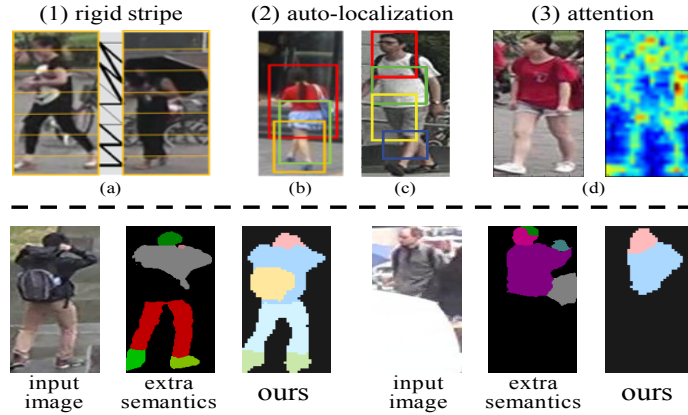 (1) rigid stripe (2) auto-localization (3) attention
(a) (b) (c) (d)
input image extra semantics ours input image extra semantics ours